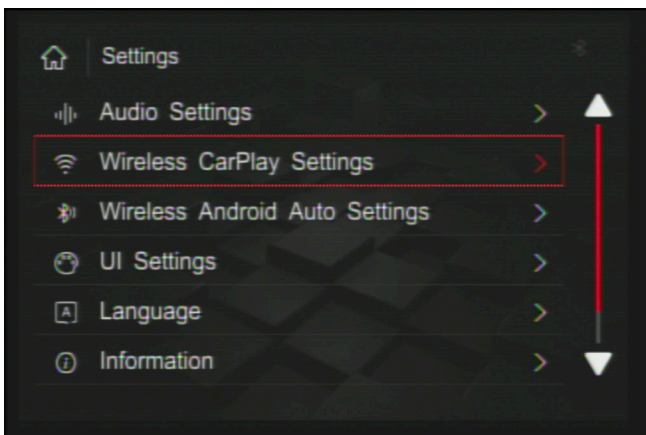 Settings
Audio Settings
Wireless CarPlay Settings
Wireless Android Auto Settings
UI Settings
A Language
Information